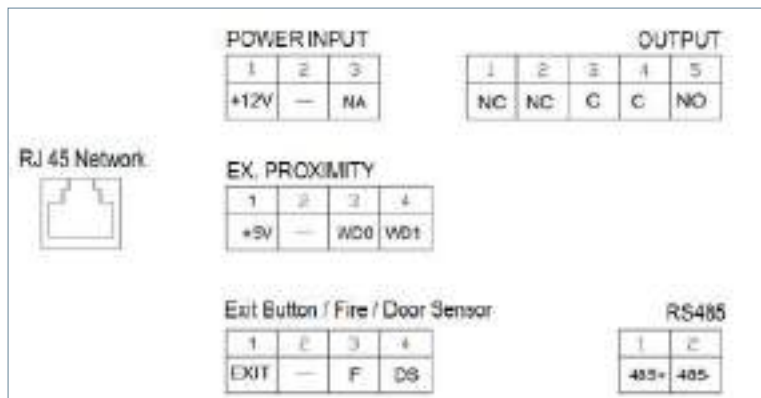 POWER INPUT
1 2 3
+12V — NA
OUTPUT
1 2 3 4 5
NC NC C C NO
RJ 45 Network
EX. PROXIMITY
1 2 3 4
+5V — WD0 WD1
Exit Button / Fire / Door Sensor
1 2 3 4
EXIT — F DS
RS485
1 2
485+ 485-